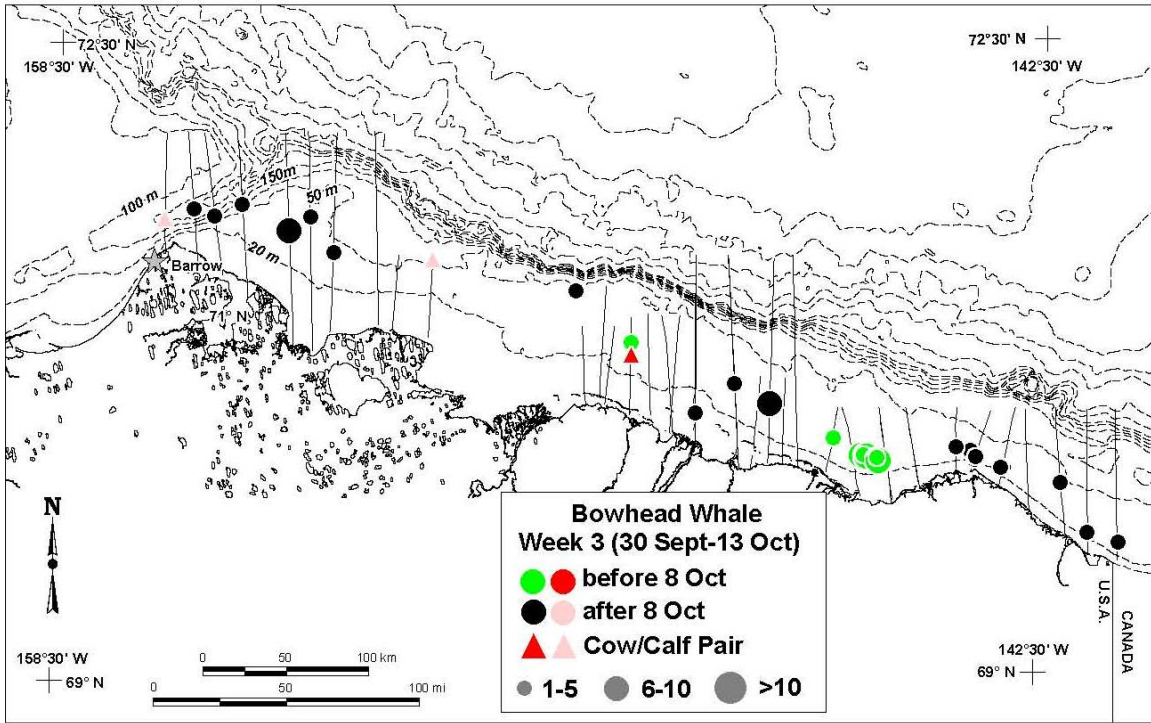 72°30' N
158°30' W
72°30' N
142°30' W
100 m
150m
50 m
20 m
Barrow
71° N
N
Bowhead Whale
Week 3 (30 Sept-13 Oct)
before 8 Oct
after 8 Oct
Cow/Calf Pair
1-5 6-10 >10
U.S.A.
CANADA
158°30' W
69° N
0 50 100 km
0 50 100 mi
142°30' W
69° N